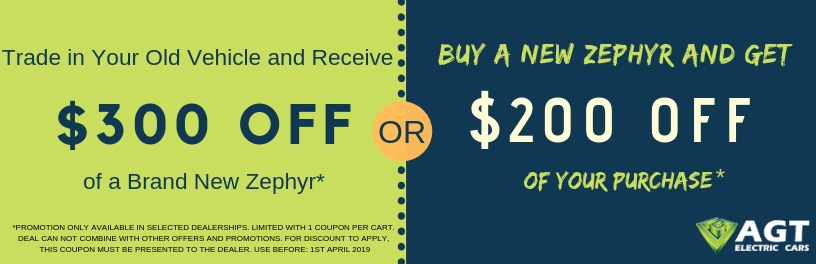 Trade in Your Old Vehicle and Receive
$300 OFF
of a Brand New Zephyr*
*PROMOTION ONLY AVAILABLE IN SELECTED DEALERSHIPS. LIMITED WITH 1 COUPON PER CART.
DEAL CAN NOT COMBINE WITH OTHER OFFERS AND PROMOTIONS. FOR DISCOUNT TO APPLY,
THIS COUPON MUST BE PRESENTED TO THE DEALER. USE BEFORE: 1ST APRIL 2019
OR
BUY A NEW ZEPHYR AND GET
$200 OFF
OF YOUR PURCHASE*
AGT
ELECTRIC CARS